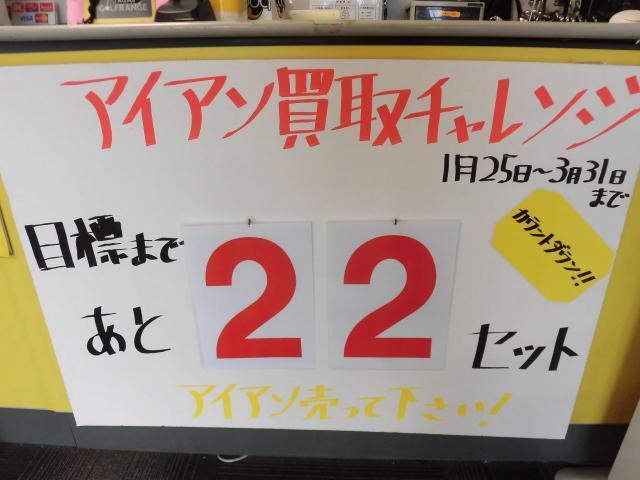 GOLFRANGE
アイアン買取チャレンジ
1月25日〜3月31日
まで
カウントダウン!!
目標まで
22
あと
セット
アイアン売って下さい!